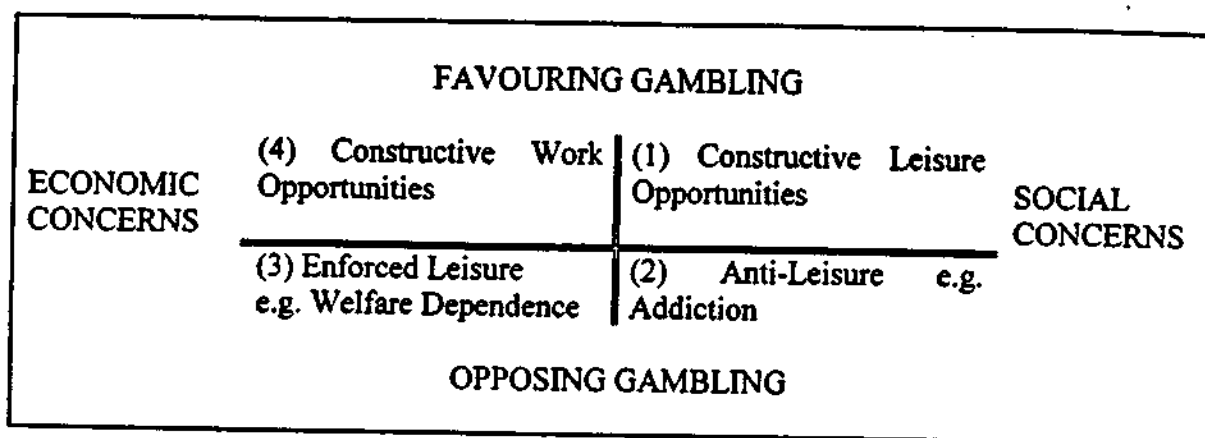 FAVOURING GAMBLING
ECONOMIC
CONCERNS
(4) Constructive Work
Opportunities
(1) Constructive Leisure
Opportunities
SOCIAL
CONCERNS
(3) Enforced Leisure
e.g. Welfare Dependence
(2) Anti-Leisure e.g.
Addiction
OPPOSING GAMBLING